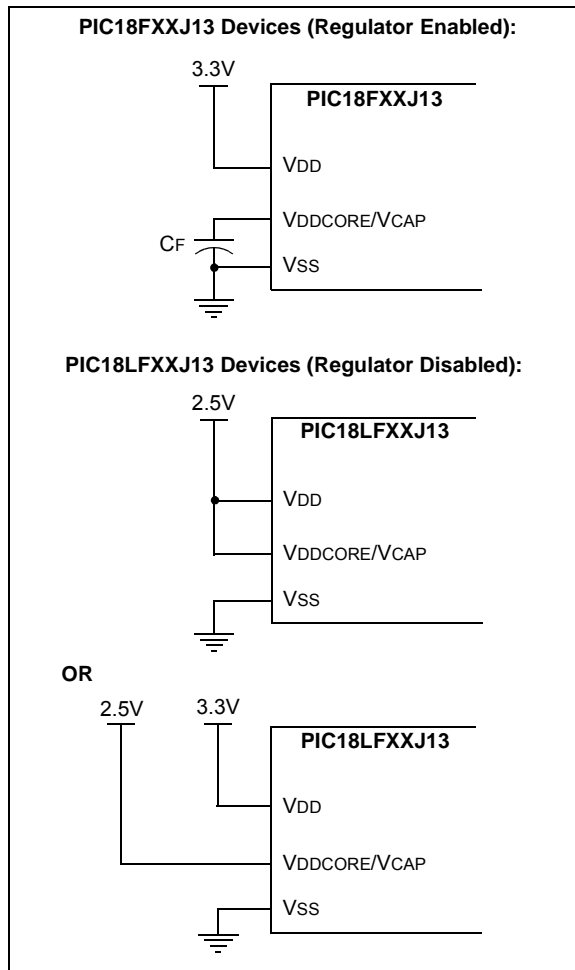 PIC18FXXJ13 Devices (Regulator Enabled):
3.3V
PIC18FXXJ13
VDD
VDDCORE/VCAP
CF
VSS
PIC18LFXXJ13 Devices (Regulator Disabled):
2.5V
PIC18LFXXJ13
VDD
VDDCORE/VCAP
VSS
OR
2.5V 3.3V
PIC18LFXXJ13
VDD
VDDCORE/VCAP
VSS